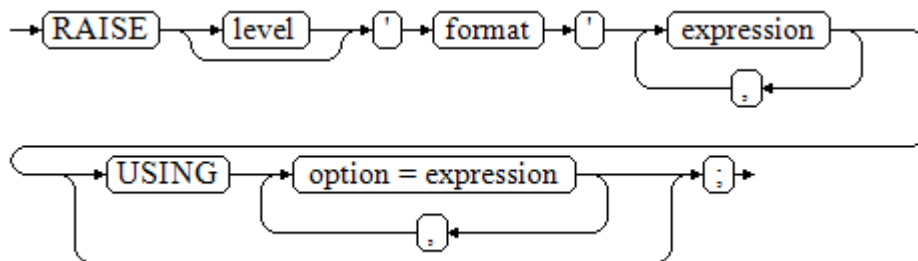 RAISE level ' format ' expression
,
USING option = expression ;
,